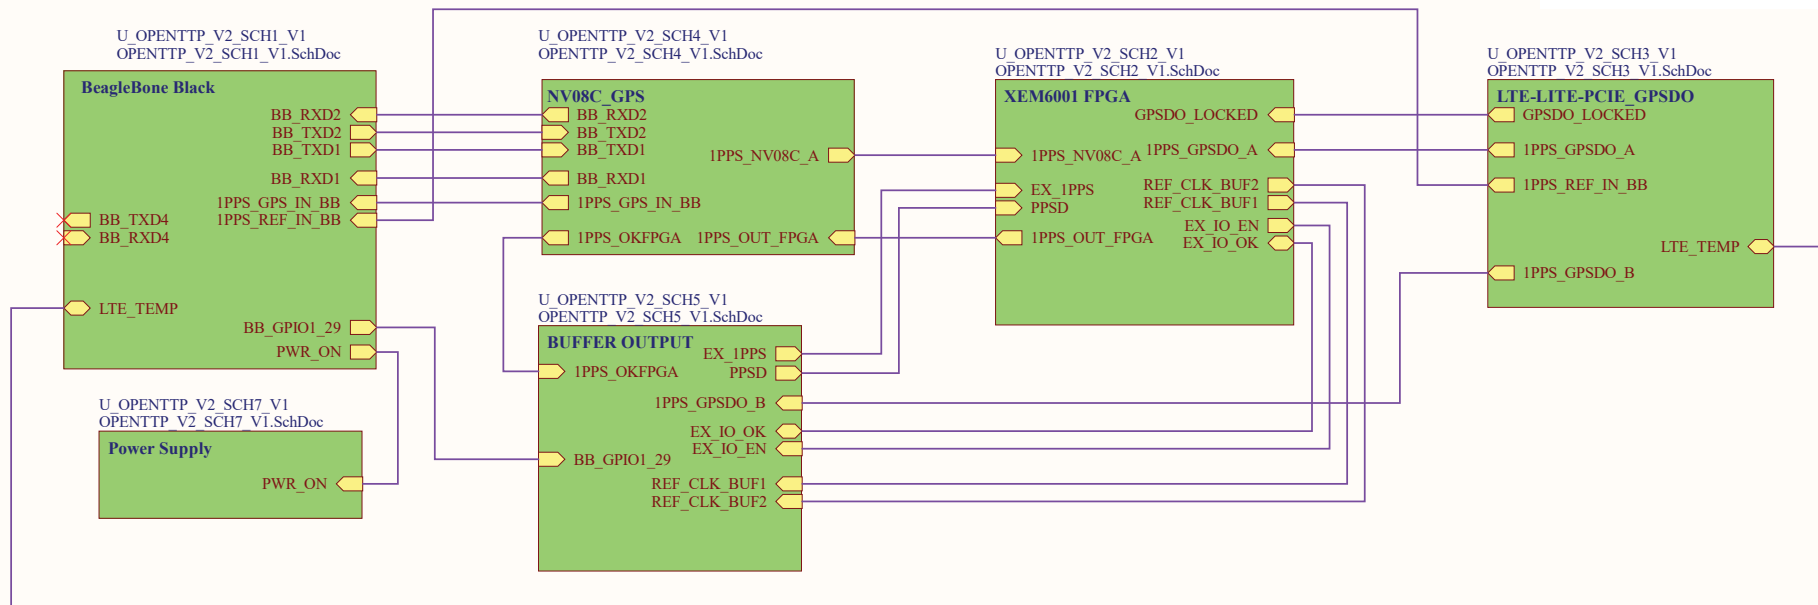 U_OPENTTP_V2_SCH1_V1
OPENTTP_V2_SCH1_V1.SchDoc
BeagleBone Black
BB_RXD2
BB_TXD2
BB_TXD1
BB_RXD1
1PPS_GPS_IN_BB
1PPS_REF_IN_BB
BB_TXD4
BB_RXD4
LTE_TEMP
BB_GPIO1_29
PWR_ON
U_OPENTTP_V2_SCH7_V1
OPENTTP_V2_SCH7_V1.SchDoc
Power Supply
PWR_ON
U_OPENTTP_V2_SCH4_V1
OPENTTP_V2_SCH4_V1.SchDoc
NV08C_GPS
BB_RXD2
BB_TXD2
BB_TXD1
1PPS_NV08C_A
BB_RXD1
1PPS_GPS_IN_BB
1PPS_OKFPGA
1PPS_OUT_FPGA
U_OPENTTP_V2_SCH5_V1
OPENTTP_V2_SCH5_V1.SchDoc
BUFFER OUTPUT
EX_1PPS
1PPS_OKFPGA
PPSD
1PPS_GPSDO_B
EX_IO_OK
EX_IO_EN
BB_GPIO1_29
REF_CLK_BUF1
REF_CLK_BUF2
U_OPENTTP_V2_SCH2_V1
OPENTTP_V2_SCH2_V1.SchDoc
XEM6001 FPGA
GPSDO_LOCKED
1PPS_NV08C_A
1PPS_GPSDO_A
EX_1PPS
REF_CLK_BUF2
PPSD
REF_CLK_BUF1
EX_IO_EN
1PPS_OUT_FPGA
EX_IO_OK
U_OPENTTP_V2_SCH3_V1
OPENTTP_V2_SCH3_V1.SchDoc
LTE-LITE-PCIE_GPSDO
GPSDO_LOCKED
1PPS_GPSDO_A
1PPS_REF_IN_BB
LTE_TEMP
1PPS_GPSDO_B